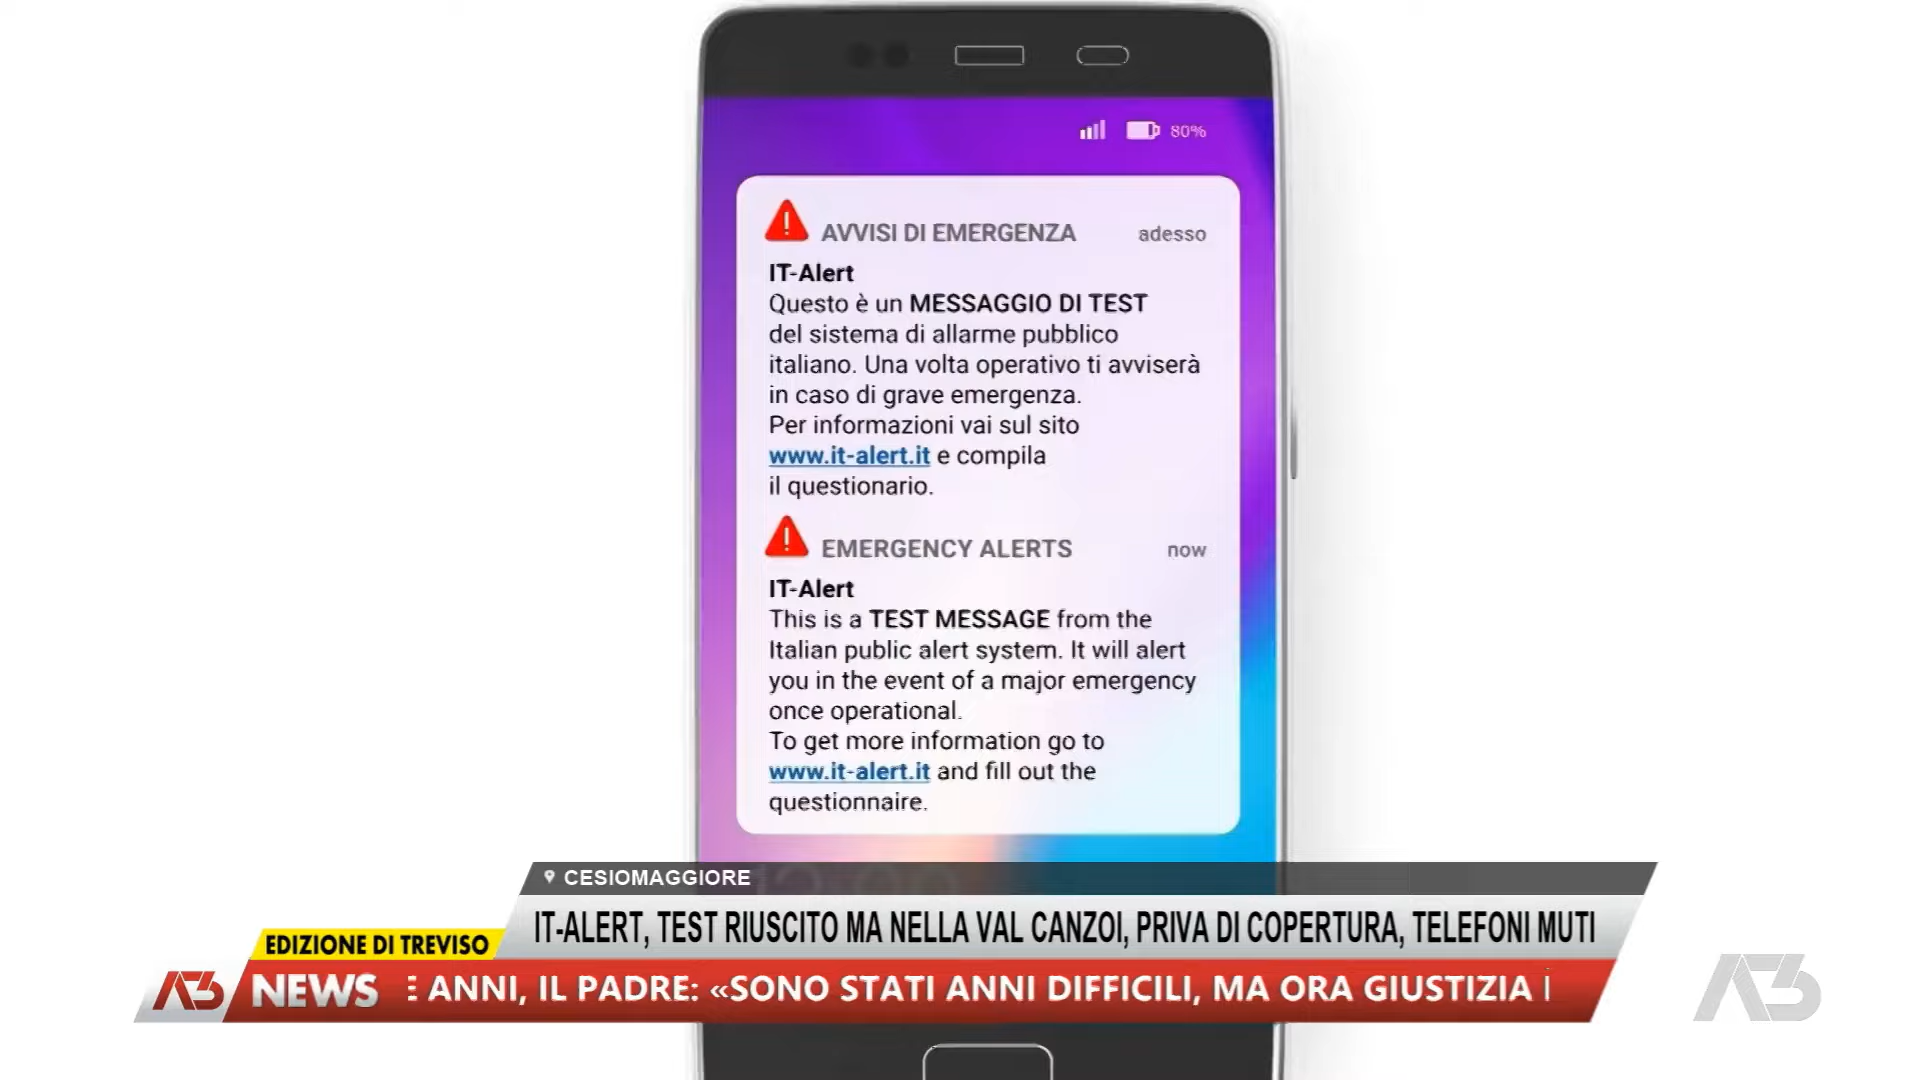 80%
AVVISI DI EMERGENZA adesso
IT-Alert
Questo è un MESSAGGIO DI TEST
del sistema di allarme pubblico
italiano. Una volta operativo ti avviserà
in caso di grave emergenza.
Per informazioni vai sul sito
www.it-alert.it e compila
il questionario.
EMERGENCY ALERTS now
IT-Alert
This is a TEST MESSAGE from the
Italian public alert system. It will alert
you in the event of a major emergency
once operational.
To get more information go to
www.it-alert.it and fill out the
questionnaire.
CESIOMAGGIORE
IT-ALERT, TEST RIUSCITO MA NELLA VAL CANZOI, PRIVA DI COPERTURA, TELEFONI MUTI
EDIZIONE DI TREVISO
A3 NEWS
ANNI, IL PADRE: «SONO STATI ANNI DIFFICILI, MA ORA GIUSTIZIA
A3